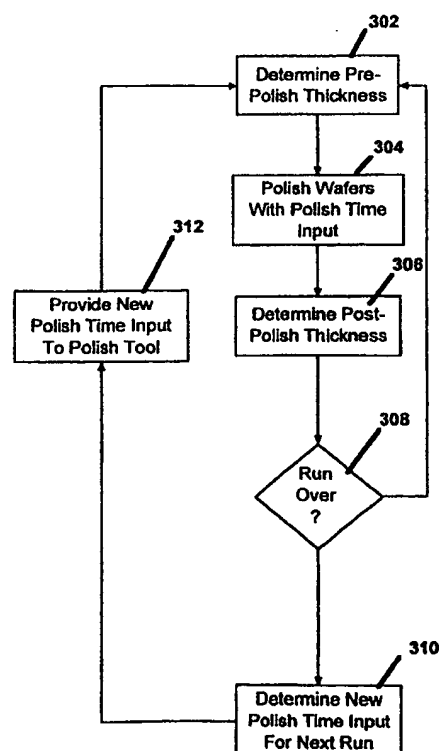 302
Determine Pre-
Polish Thickness
304
Polish Wafers
With Polish Time
Input
312
Provide New
Polish Time Input
To Polish Tool
306
Determine Post-
Polish Thickness
308
Run
Over
?
310
Determine New
Polish Time Input
For Next Run